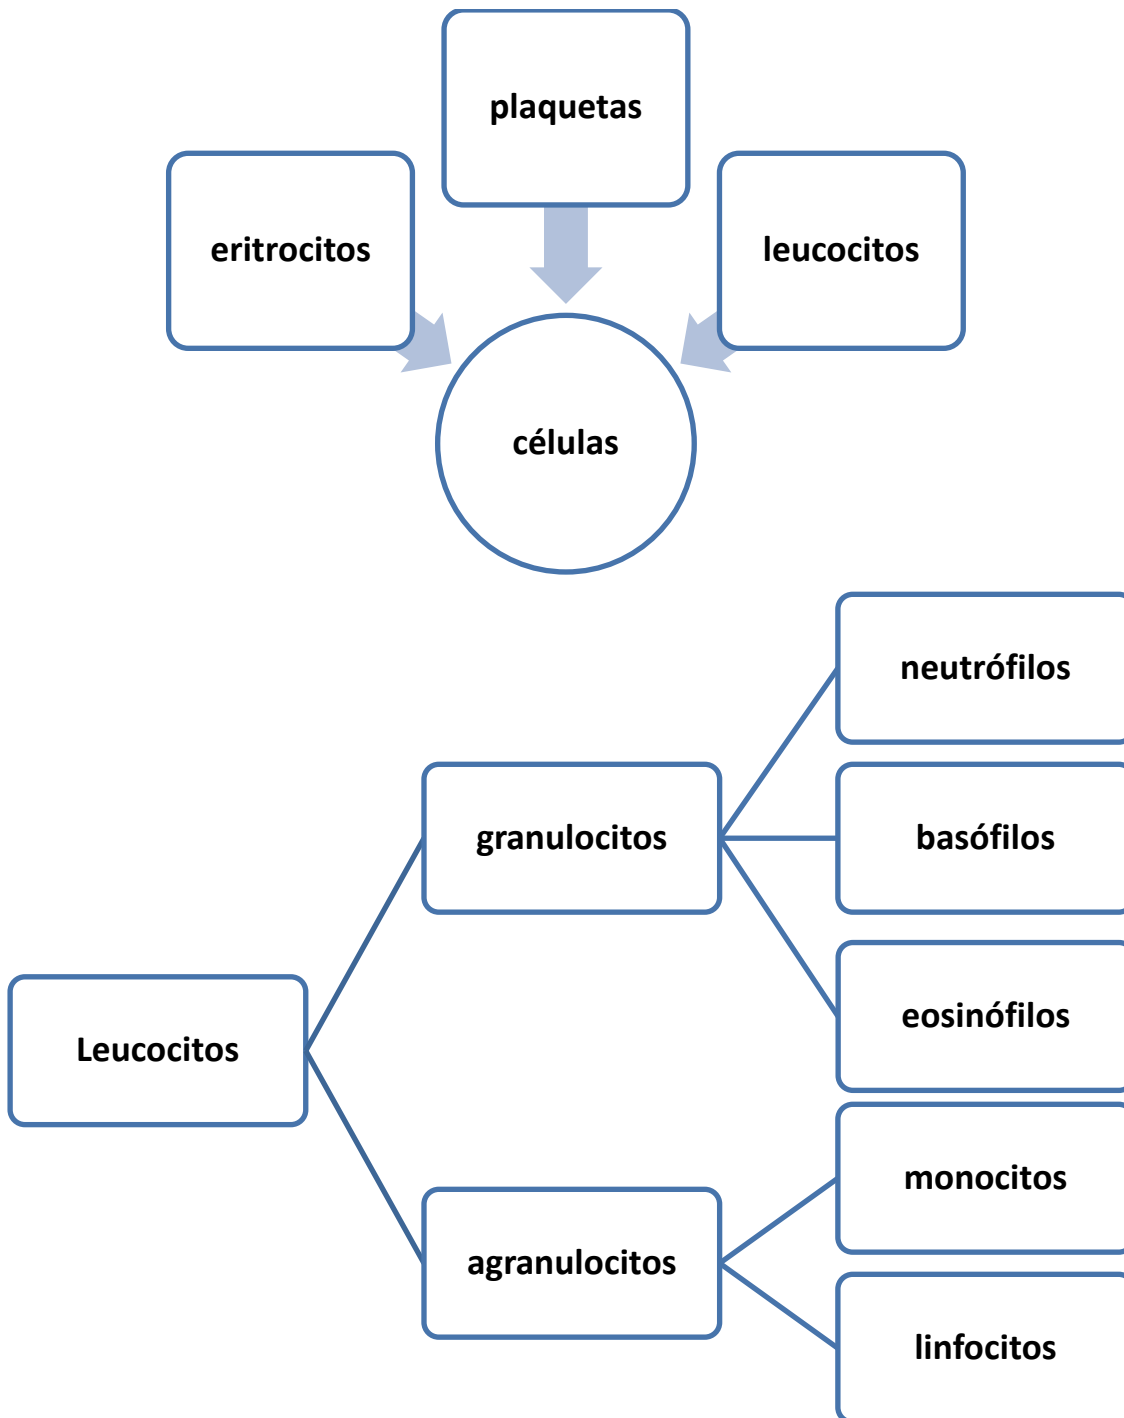 plaquetas
eritrocitos
leucocitos
células
neutrófilos
granulocitos
basófilos
eosinófilos
Leucocitos
monocitos
agranulocitos
linfocitos